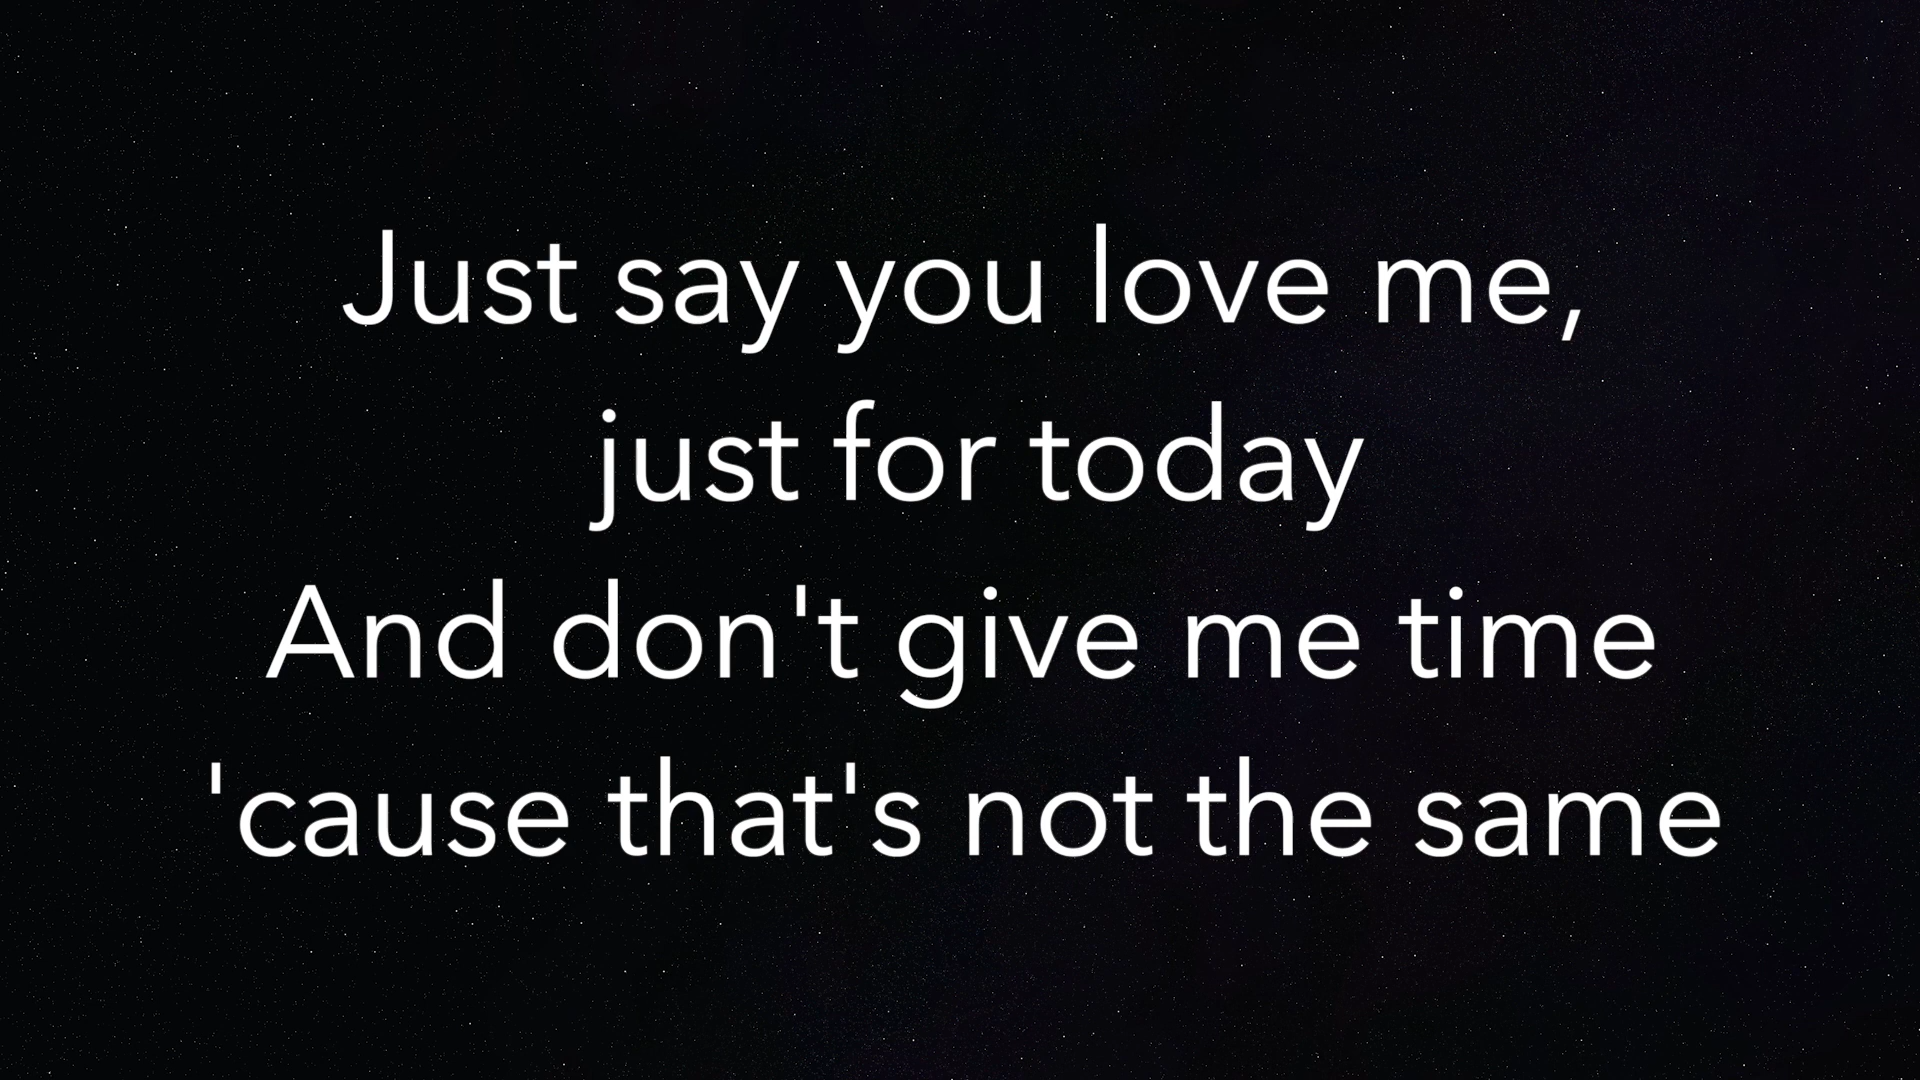 Just say you love me,
just for today
And don't give me time
'cause that's not the same